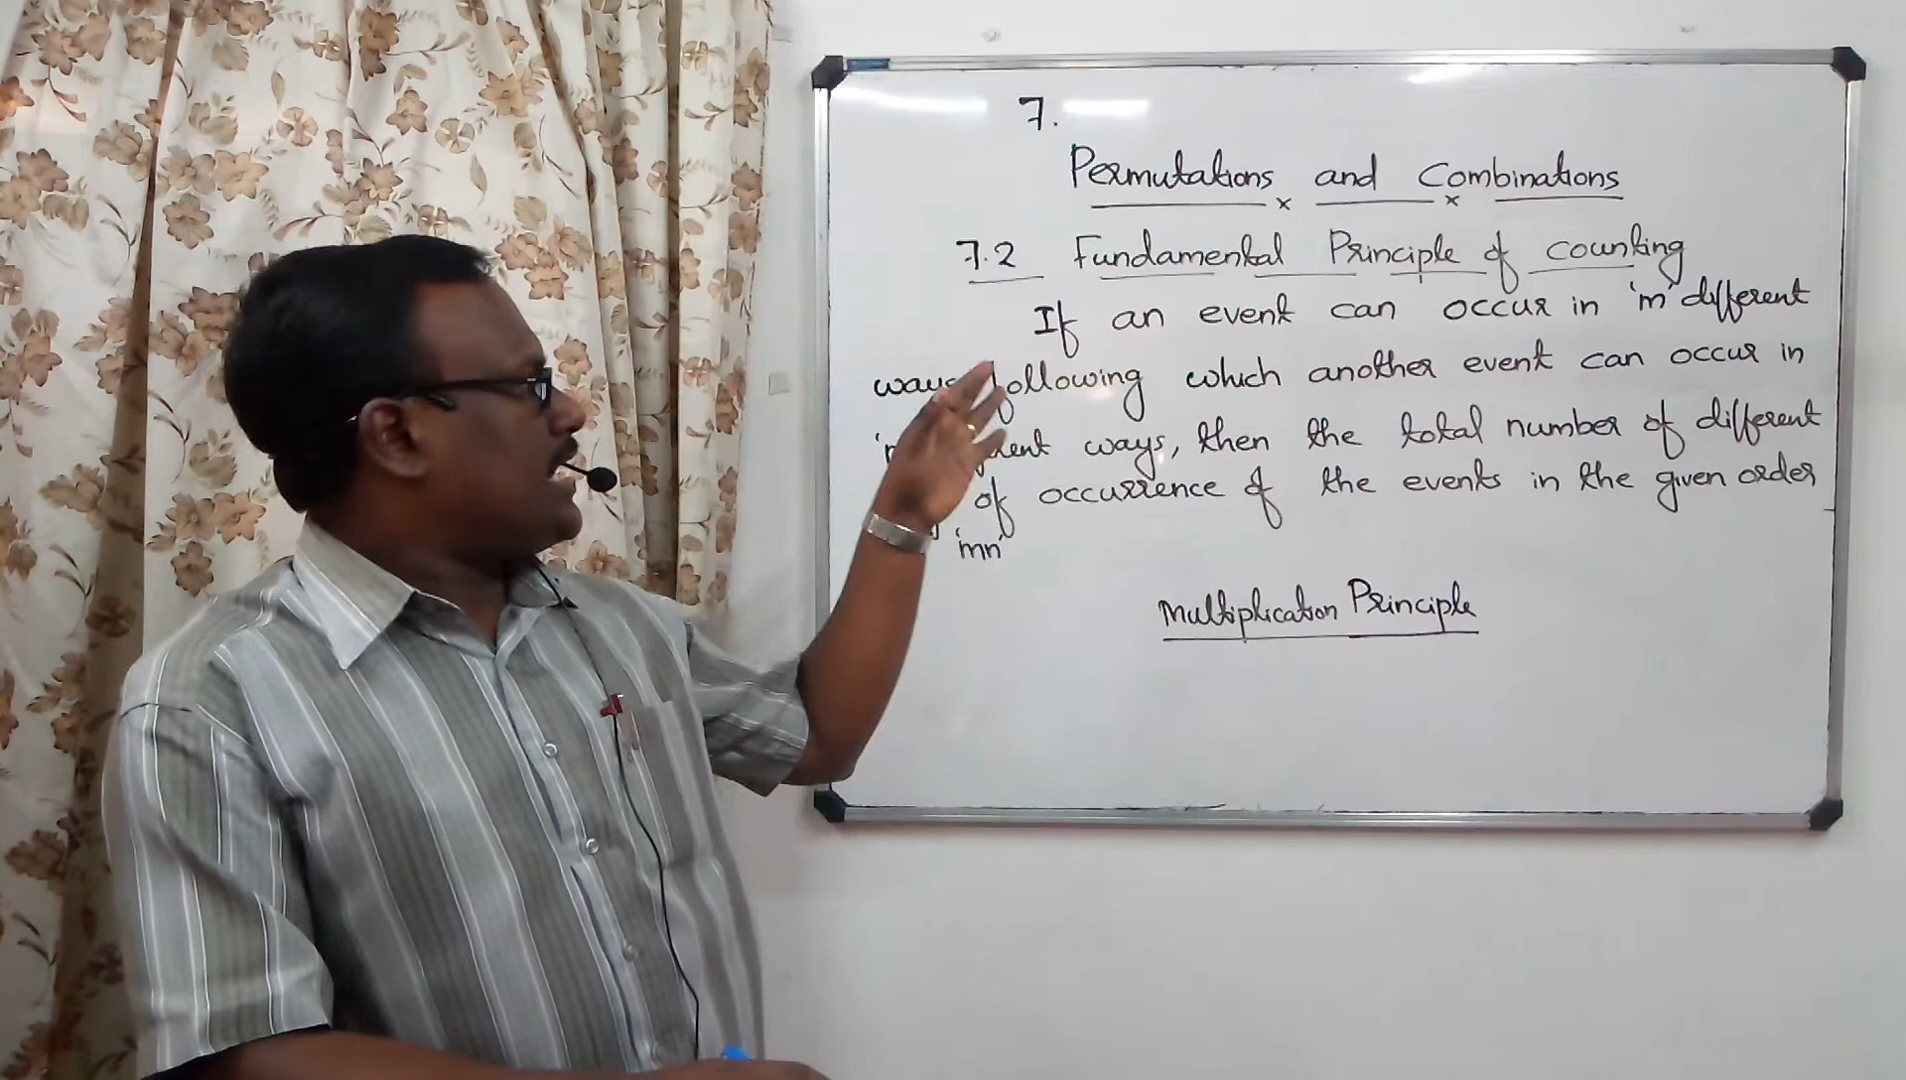 7.
Permutations and Combinations
7.2 Fundamental Principle of counting
If an event can occur in 'm' different
ways following which another event can occur in
ways, then the total number of different
of occurrence of the events in the given order
'mn'
Multiplication Principle